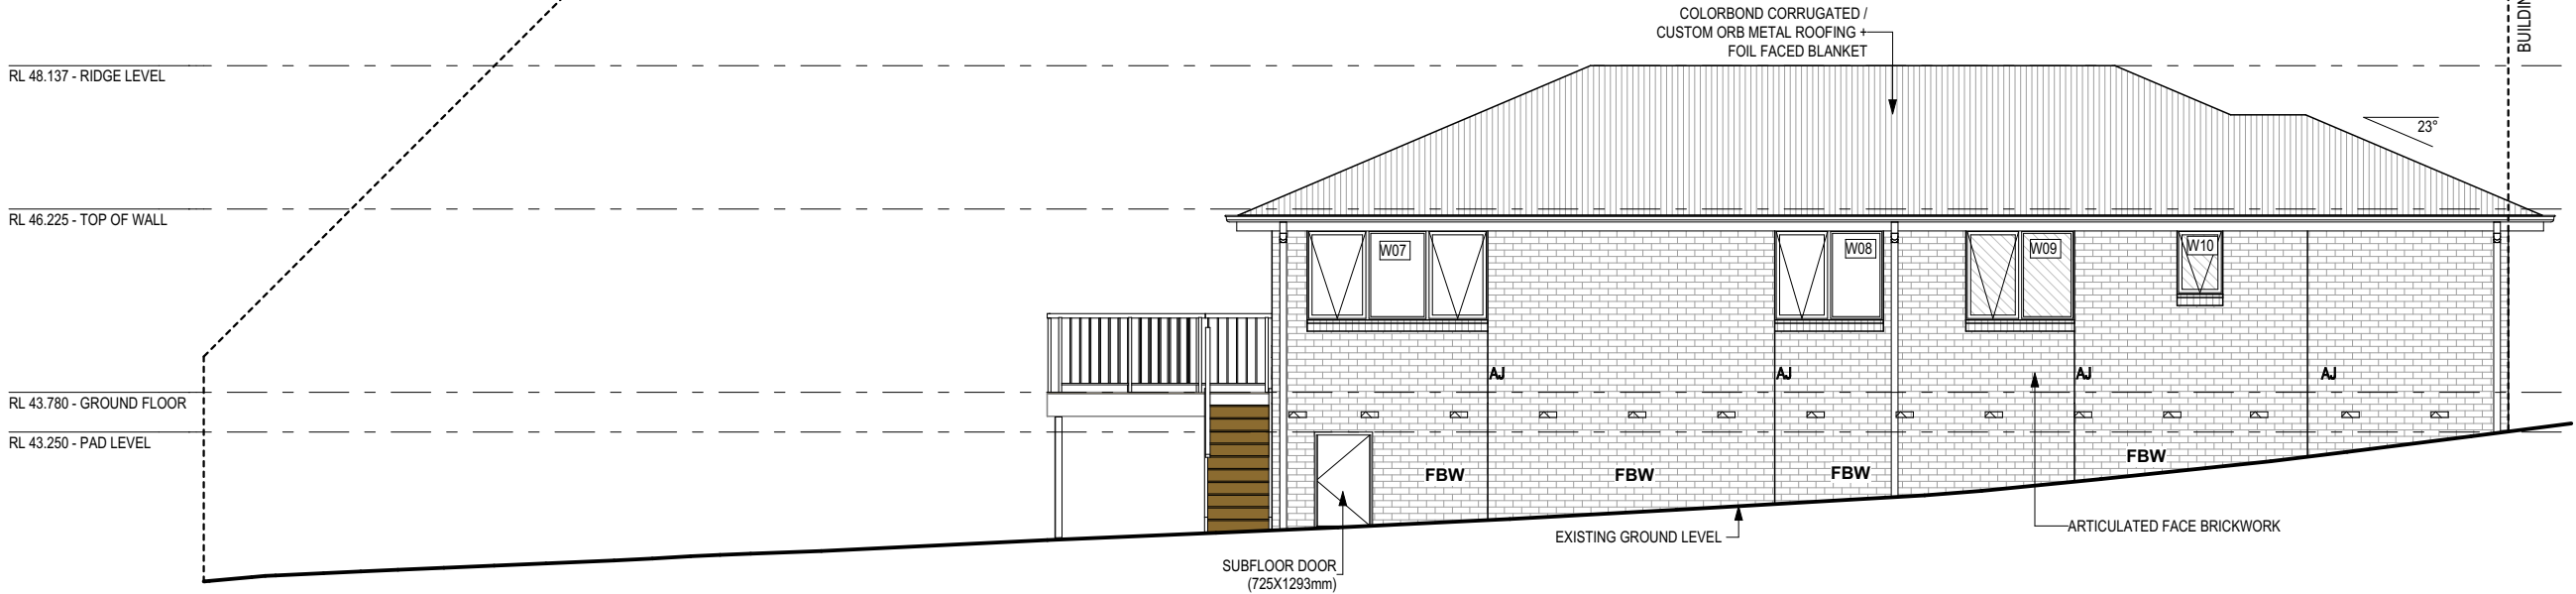 COLORBOND CORRUGATED /
CUSTOM ORB METAL ROOFING +
FOIL FACED BLANKET
RL 48.137 - RIDGE LEVEL
23°
RL 46.225 - TOP OF WALL
W07
W08
W09
W10
AJ
AJ
AJ
AJ
RL 43.780 - GROUND FLOOR
RL 43.250 - PAD LEVEL
FBW
FBW
FBW
FBW
ARTICULATED FACE BRICKWORK
EXISTING GROUND LEVEL
SUBFLOOR DOOR
(725X1293mm)